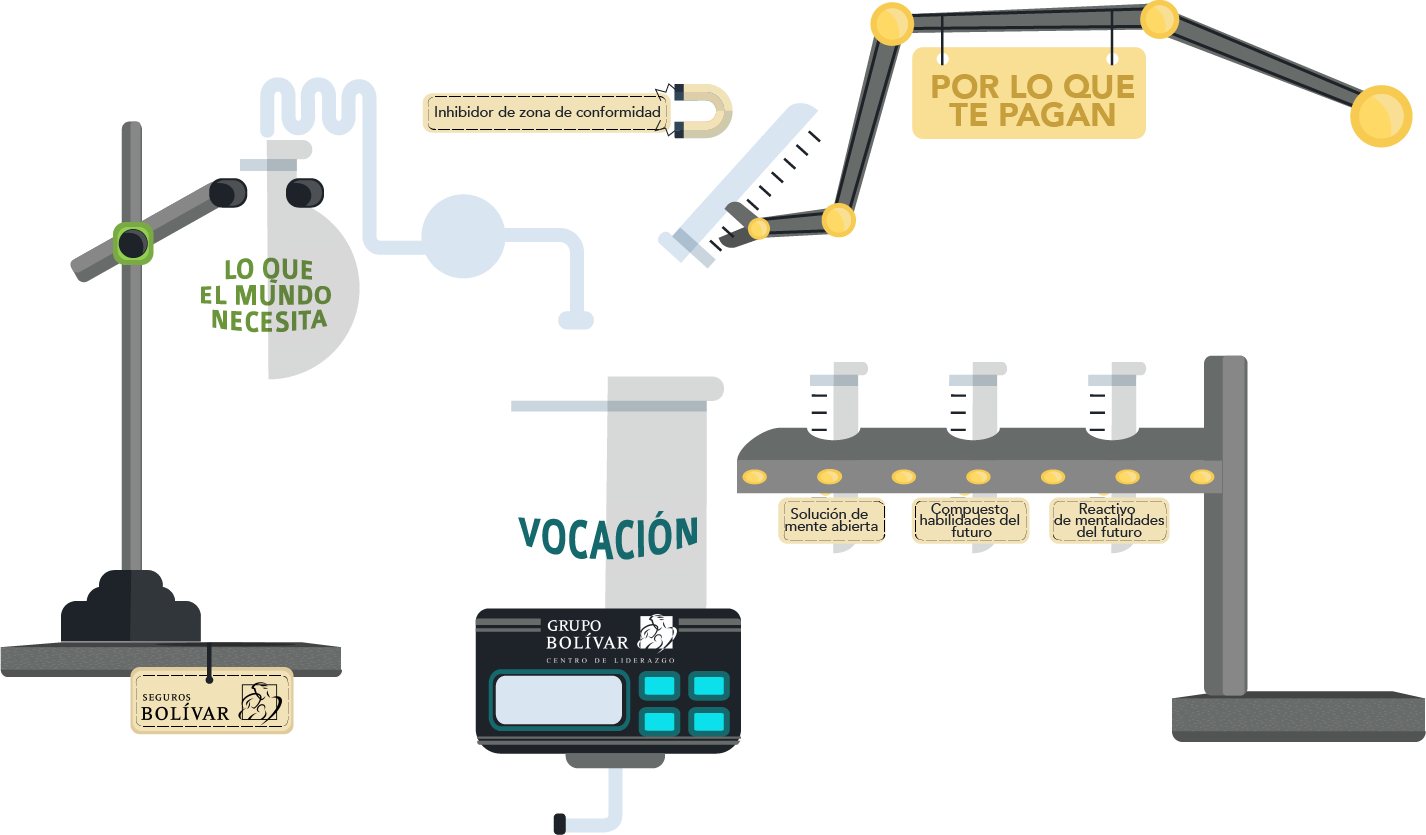 Inhibidor de zona de conformidad
POR LO QUE
TE PAGAN
LO QUE
EL MUNDO
NECESITA
VOCACIÓN
Solución de
mente abierta
Compuesto
habilidades del
futuro
Reactivo
de mentalidades
del futuro
GRUPO
BOLÍVAR
CENTRO DE LIDERAZGO
SEGUROS
BOLÍVAR